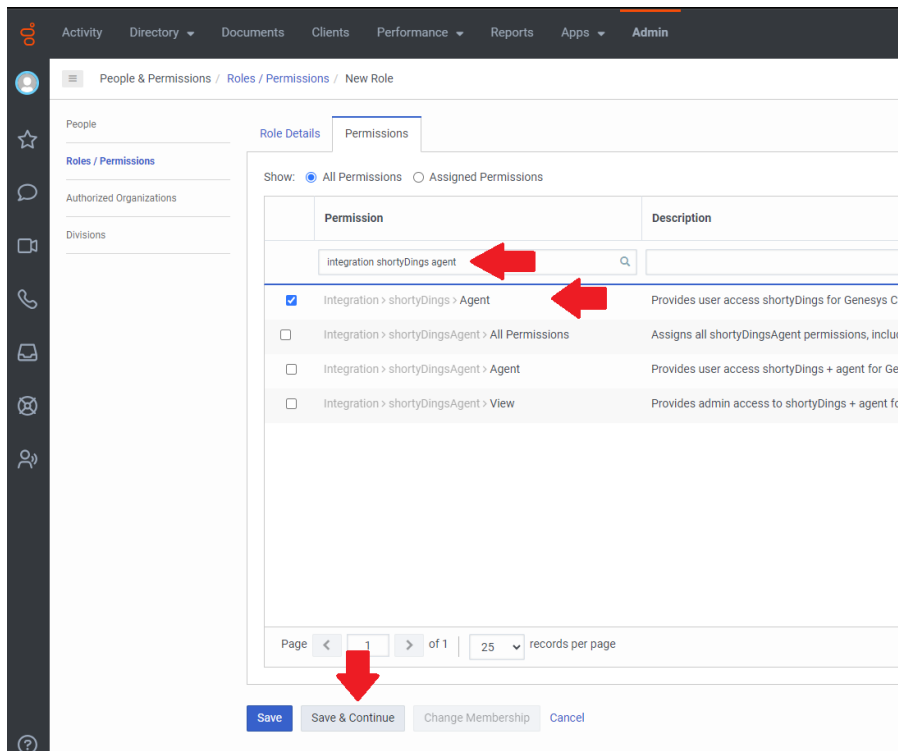 Activity Directory Documents Clients Performance Reports Apps Admin
People & Permissions / Roles / Permissions / New Role
People
Roles / Permissions
Authorized Organizations
Divisions
Role Details Permissions
Show: All Permissions Assigned Permissions
Permission Description
integration shortyDings agent
Integration > shortyDings > Agent Provides user access shortyDings for Genesys C
Integration > shortyDingsAgent > All Permissions Assigns all shortyDingsAgent permissions, inclu
Integration > shortyDingsAgent > Agent Provides user access shortyDings + agent for Ge
Integration > shortyDingsAgent > View Provides admin access to shortyDings + agent fo
Page 1 of 1 25 records per page
Save Save & Continue Change Membership Cancel